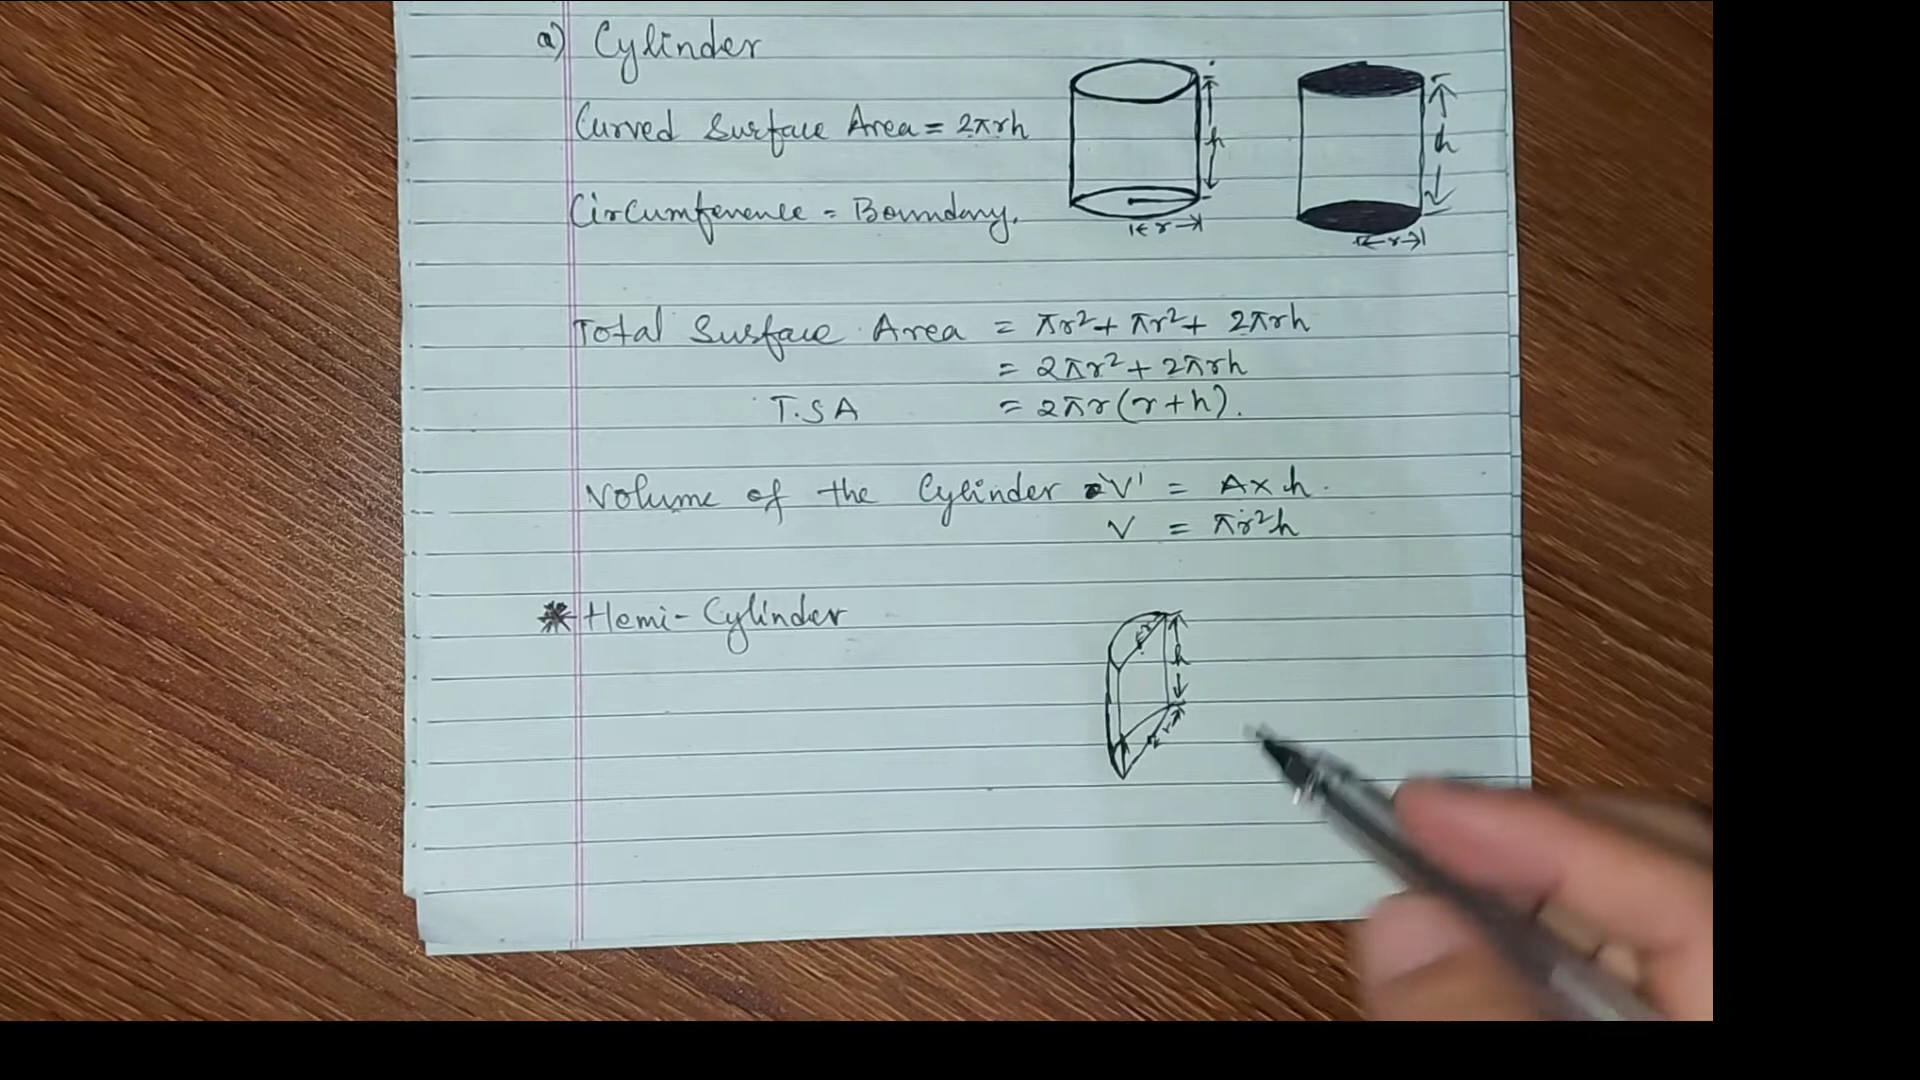 a) Cylinder
Curved Surface Area = 2πrh
h
h
Circumference = Boundary.
r
r
Total Surface Area = πr²+ πr²+ 2πrh
= 2πr²+ 2πrh
T.S.A = 2πr(r+h).
Volume of the Cylinder 'V' = A×h.
V = πr²h
* Hemi-Cylinder
r
h
r